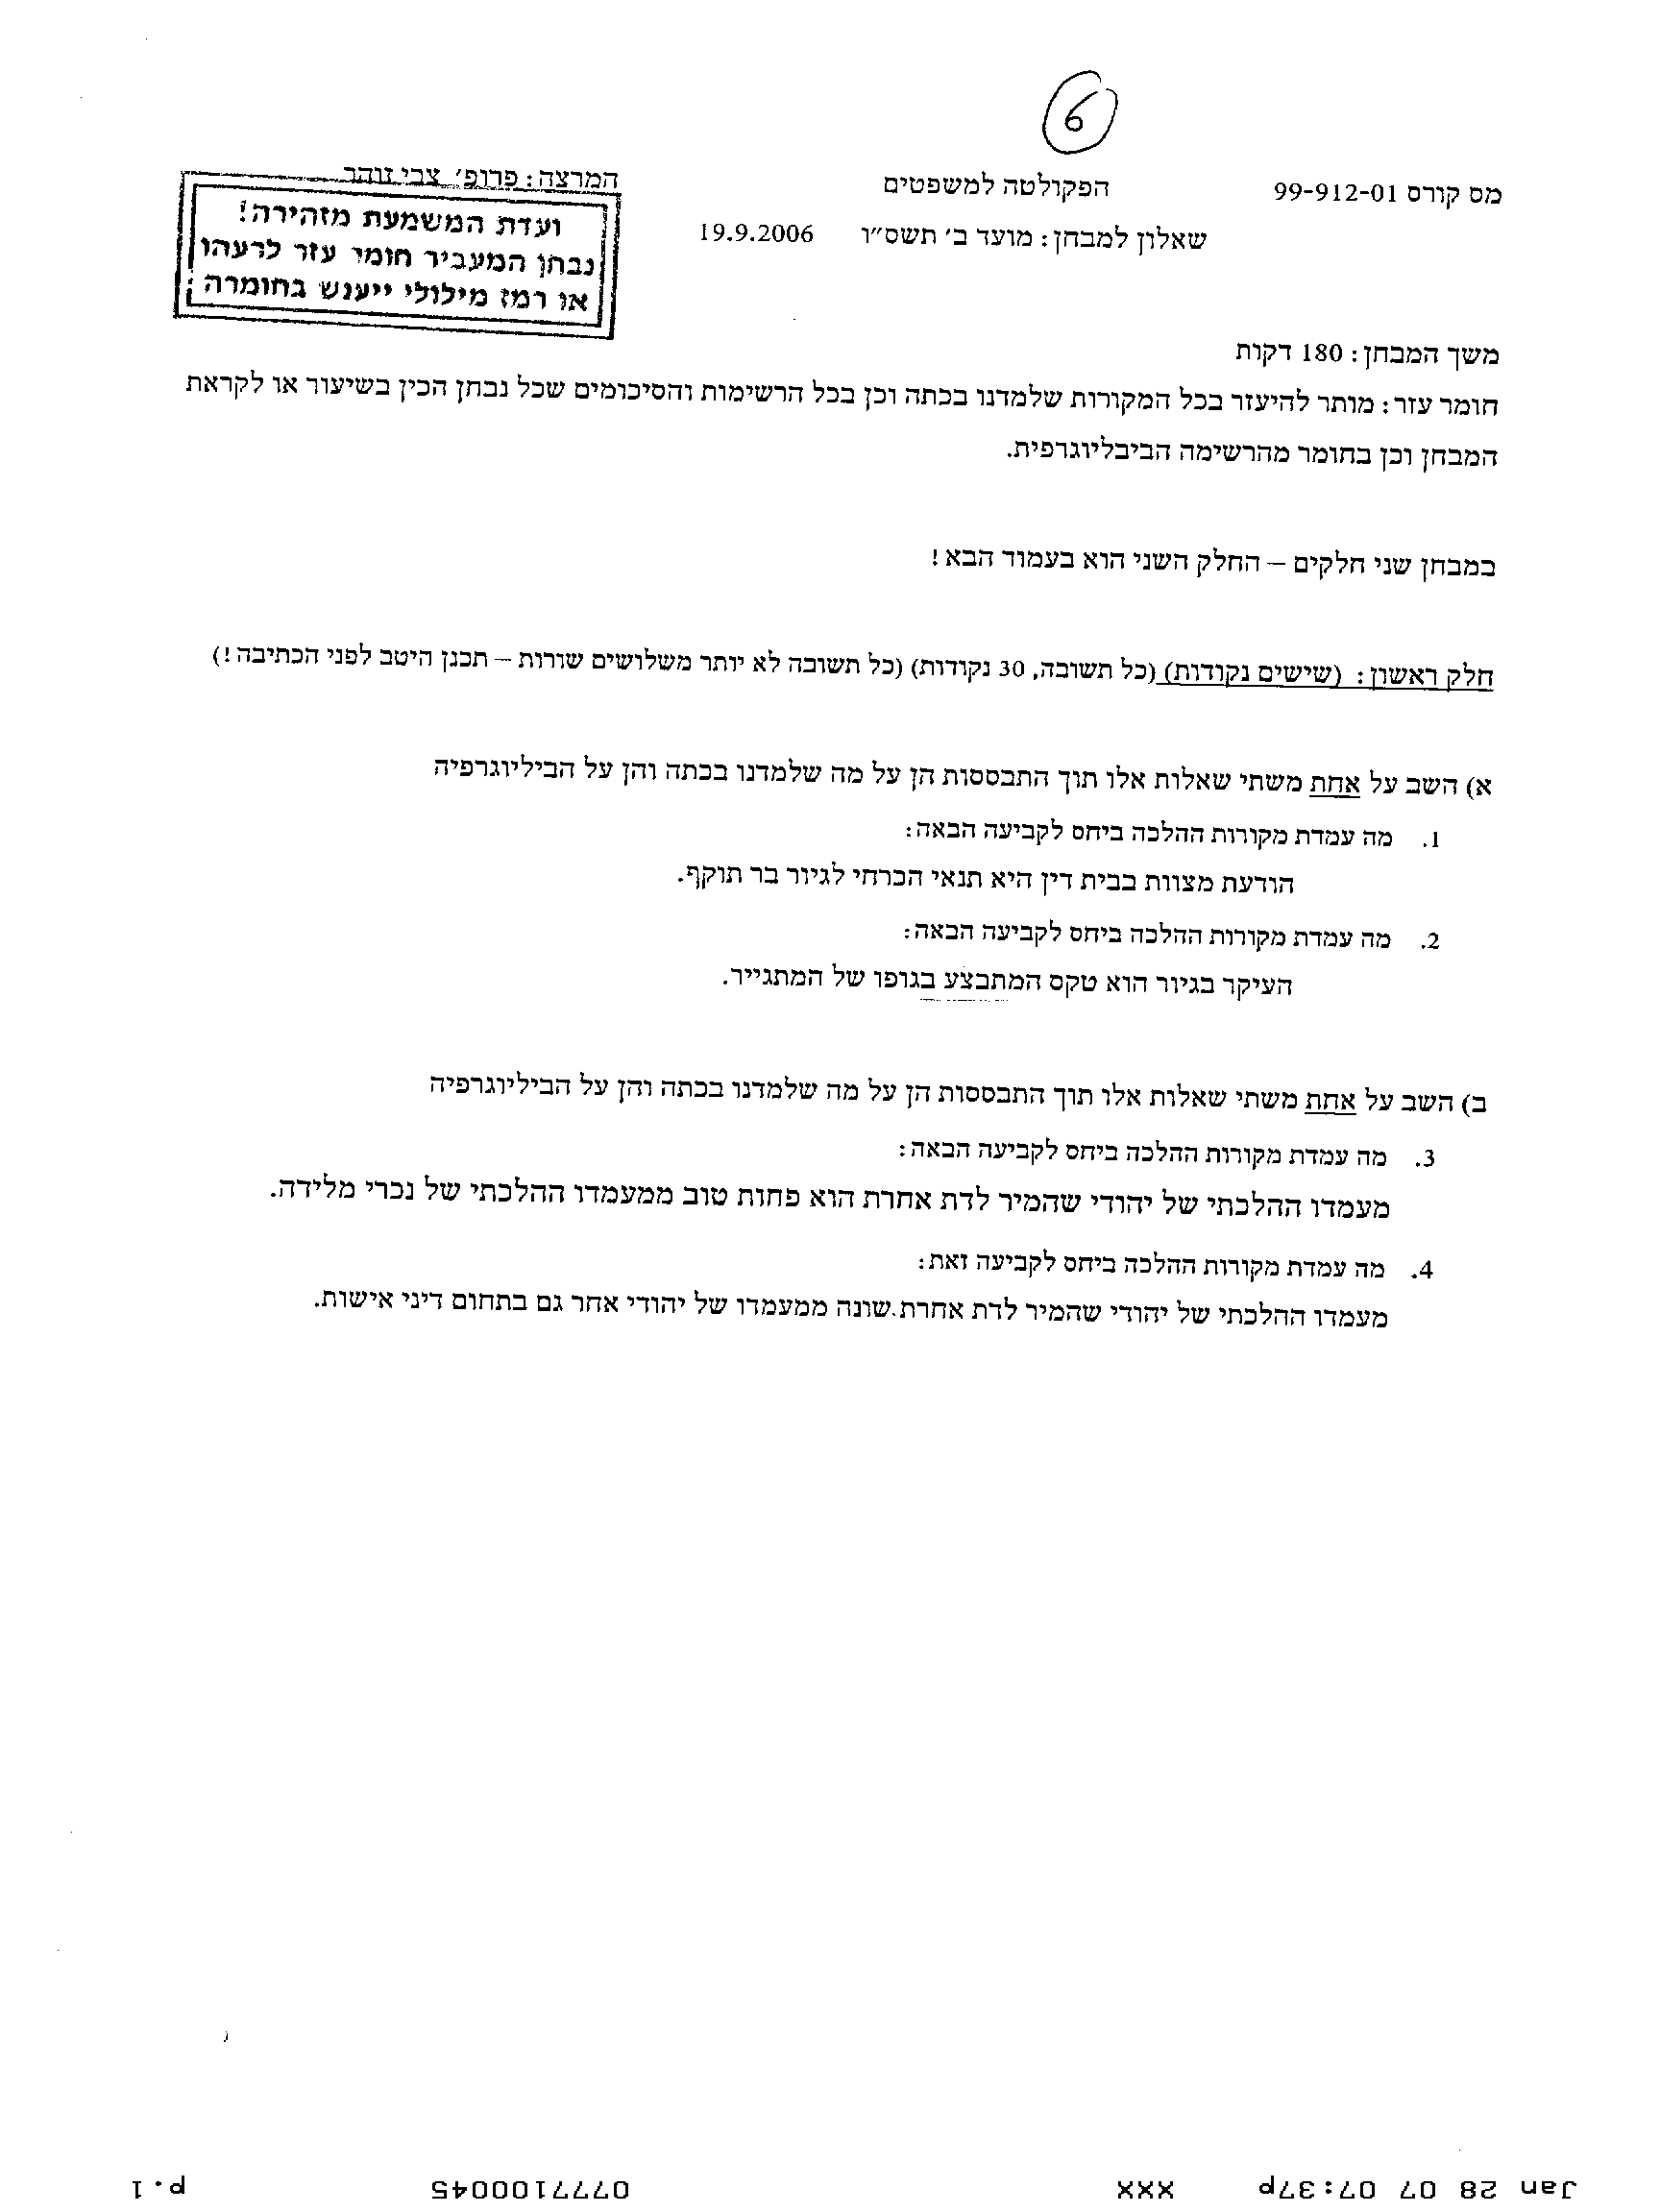 6
מס קורס 99-912-01 הפקולטה למשפטים המרצה: פרופ׳ צבי זוהר
שאלון למבחן: מועד ב׳ תשס״ו 19.9.2006
ועדת המשמעת מזהירה!
נבחן המעביר חומר עזר לרעהו
או רמז מילולי ייענש בחומרה
משך המבחן: 180 דקות
חומר עזר: מותר להיעזר בכל המקורות שלמדנו בכתה וכן בכל הרשימות והסיכומים שכל נבחן הכין בשיעור או לקראת
המבחן וכן בחומר מהרשימה הביבליוגרפית.
במבחן שני חלקים – החלק השני הוא בעמוד הבא!
חלק ראשון: (שישים נקודות) (כל תשובה, 30 נקודות) (כל תשובה לא יותר משלושים שורות – תכנן היטב לפני הכתיבה!)
א) השב על אחת משתי שאלות אלו תוך התבססות הן על מה שלמדנו בכתה והן על הביליוגרפיה
1. מה עמדת מקורות ההלכה ביחס לקביעה הבאה:
הודעת מצוות בבית דין היא תנאי הכרחי לגיור בר תוקף.
2. מה עמדת מקורות ההלכה ביחס לקביעה הבאה:
העיקר בגיור הוא טקס המתבצע בגופו של המתגייר.
ב) השב על אחת משתי שאלות אלו תוך התבססות הן על מה שלמדנו בכתה והן על הביליוגרפיה
3. מה עמדת מקורות ההלכה ביחס לקביעה הבאה:
מעמדו ההלכתי של יהודי שהמיר לדת אחרת הוא פחות טוב ממעמדו ההלכתי של נכרי מלידה.
4. מה עמדת מקורות ההלכה ביחס לקביעה זאת:
מעמדו ההלכתי של יהודי שהמיר לדת אחרת.שונה ממעמדו של יהודי אחר גם בתחום דיני אישות.
Jan 28 07 07:37p XXX 0777100045 p.1